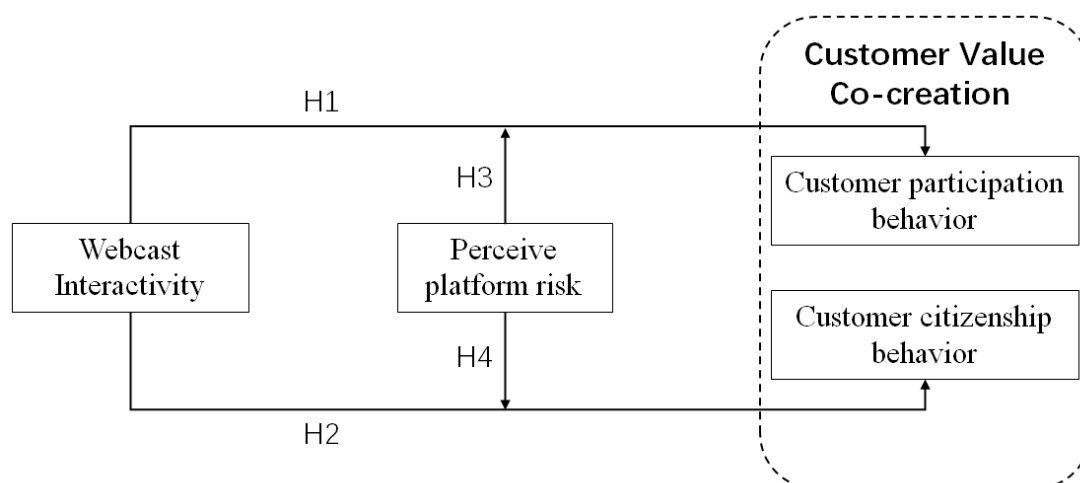 Customer Value
Co-creation
H1
Customer participation
behavior
H3
Webcast
Interactivity
Perceive
platform risk
Customer citizenship
behavior
H4
H2